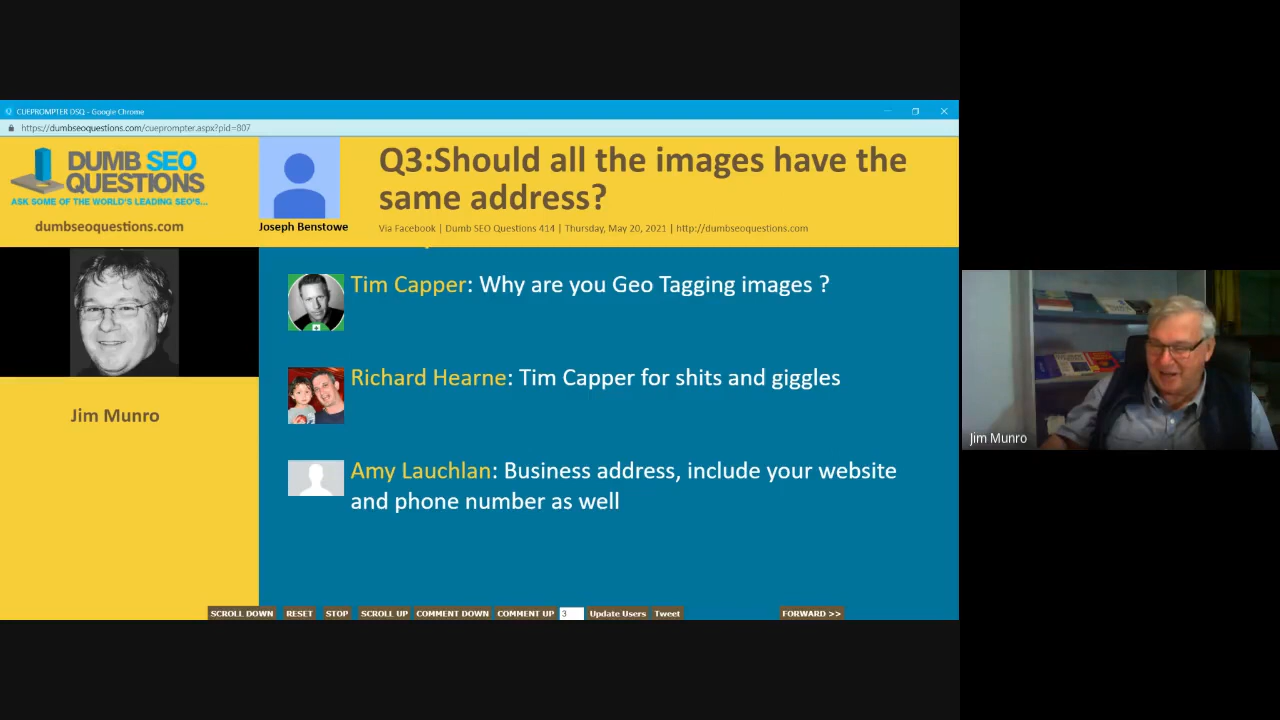 CUEPROMPTER DSQ - Google Chrome
https://dumbseoquestions.com/cueprompter.aspx?pid=807
DUMB SEO
QUESTIONS
ASK SOME OF THE WORLD'S LEADING SEO'S...
dumbseoquestions.com
Joseph Benstowe
Q3:Should all the images have the
same address?
Via Facebook | Dumb SEO Questions 414 | Thursday, May 20, 2021 | http://dumbseoquestions.com
Jim Munro
Tim Capper: Why are you Geo Tagging images ?
Richard Hearne: Tim Capper for shits and giggles
Amy Lauchlan: Business address, include your website
and phone number as well
SCROLL DOWN RESET STOP SCROLL UP COMMENT DOWN COMMENT UP 3 Update Users Tweet FORWARD >>
Jim Munro